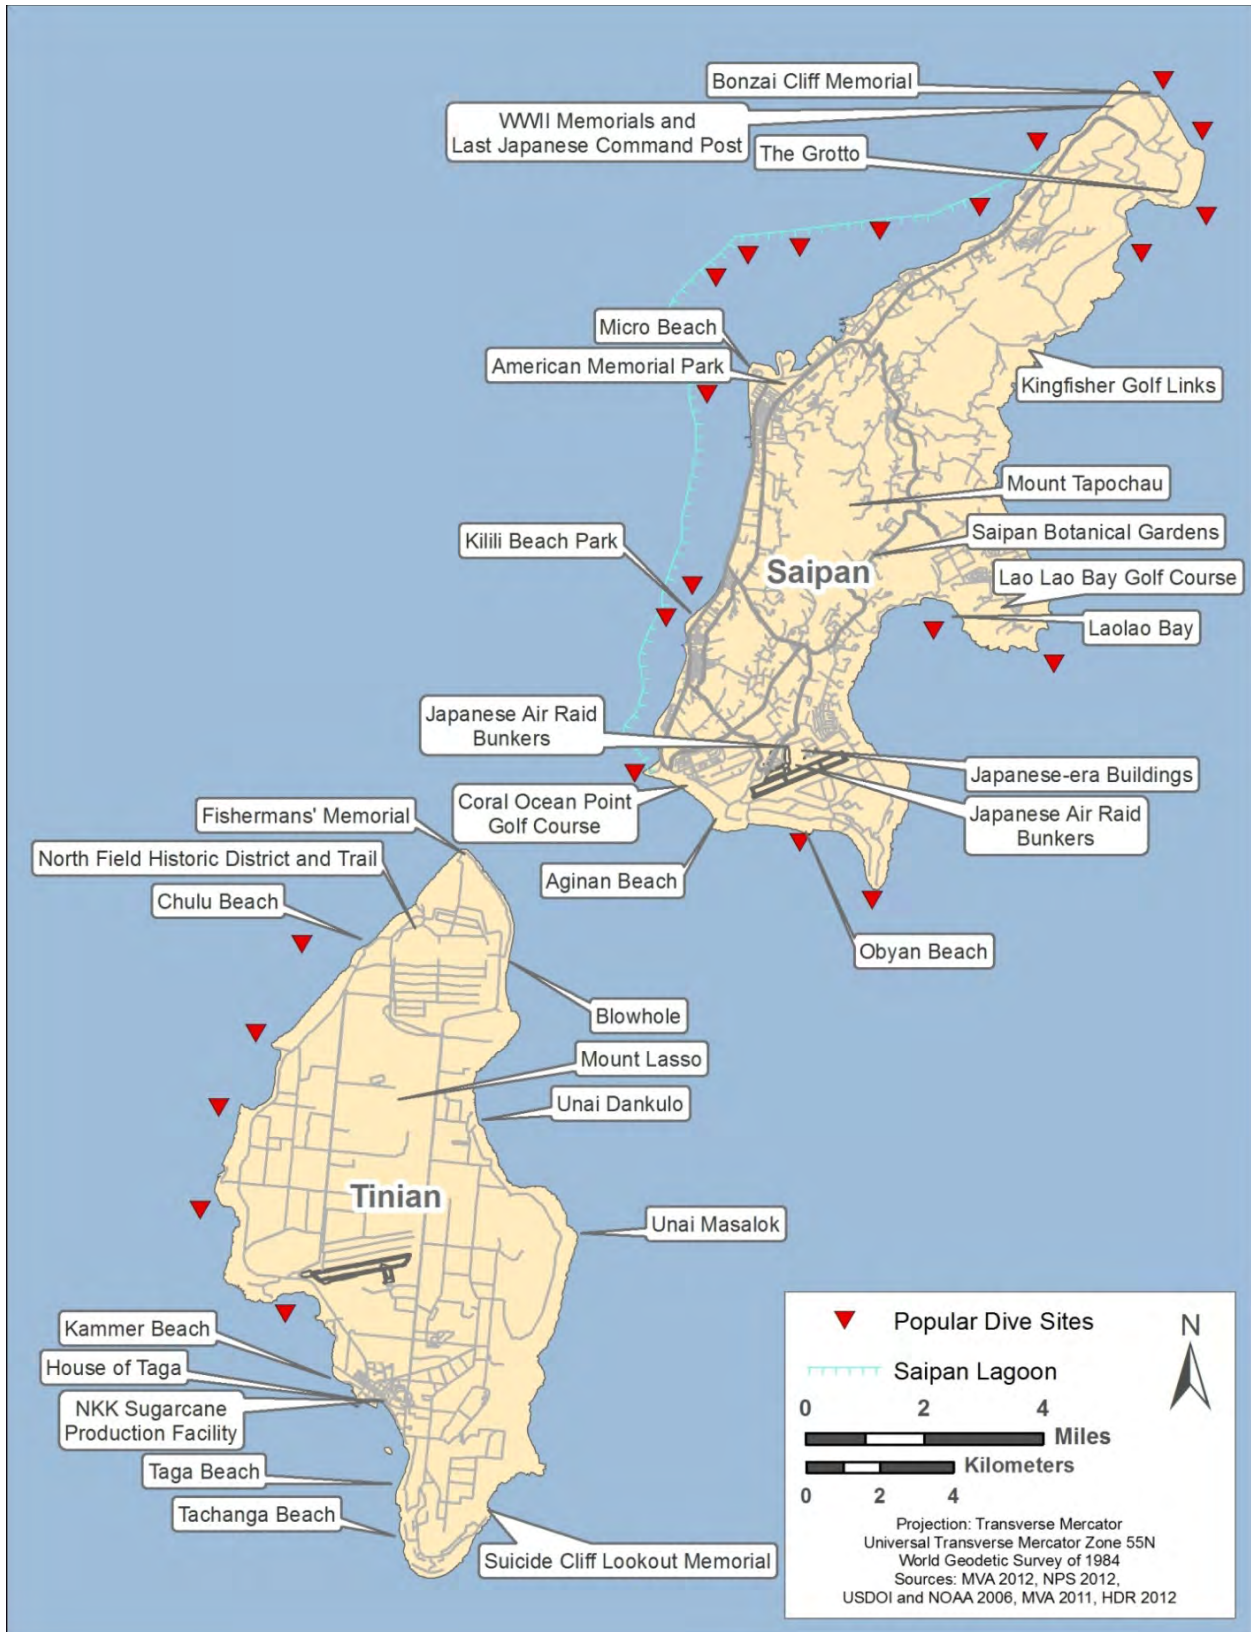 Bonzai Cliff Memorial
WWII Memorials and
Last Japanese Command Post
The Grotto
Micro Beach
American Memorial Park
Kingfisher Golf Links
Mount Tapochau
Saipan Botanical Gardens
Kilili Beach Park
Saipan
Lao Lao Bay Golf Course
Laolao Bay
Japanese Air Raid
Bunkers
Japanese-era Buildings
Coral Ocean Point
Golf Course
Japanese Air Raid
Bunkers
Fishermans' Memorial
North Field Historic District and Trail
Aginan Beach
Chulu Beach
Obyan Beach
Blowhole
Mount Lasso
Unai Dankulo
Tinian
Unai Masalok
Kammer Beach
House of Taga
NKK Sugarcane
Production Facility
Taga Beach
Tachanga Beach
Suicide Cliff Lookout Memorial
Popular Dive Sites
N
Saipan Lagoon
0 2 4
Miles
Kilometers
0 2 4
Projection: Transverse Mercator
Universal Transverse Mercator Zone 55N
World Geodetic Survey of 1984
Sources: MVA 2012, NPS 2012,
USDOI and NOAA 2006, MVA 2011, HDR 2012